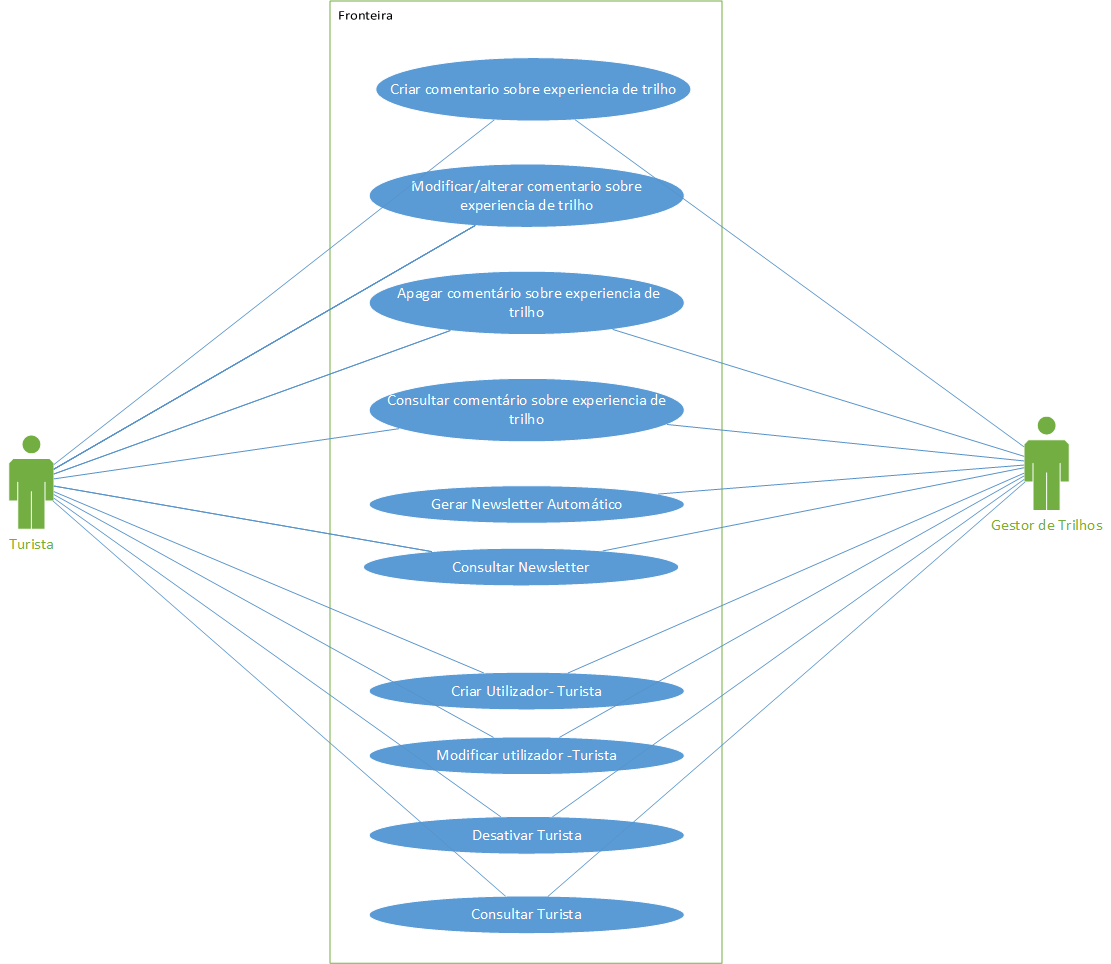 Fronteira
Criar comentario sobre experiencia de trilho
Modificar/alterar comentario sobre
experiencia de trilho
Apagar comentário sobre experiencia de
trilho
Consultar comentário sobre experiencia de
trilho
Gerar Newsletter Automático
Consultar Newsletter
Criar Utilizador- Turista
Modificar utilizador -Turista
Desativar Turista
Consultar Turista
Turista
Gestor de Trilhos